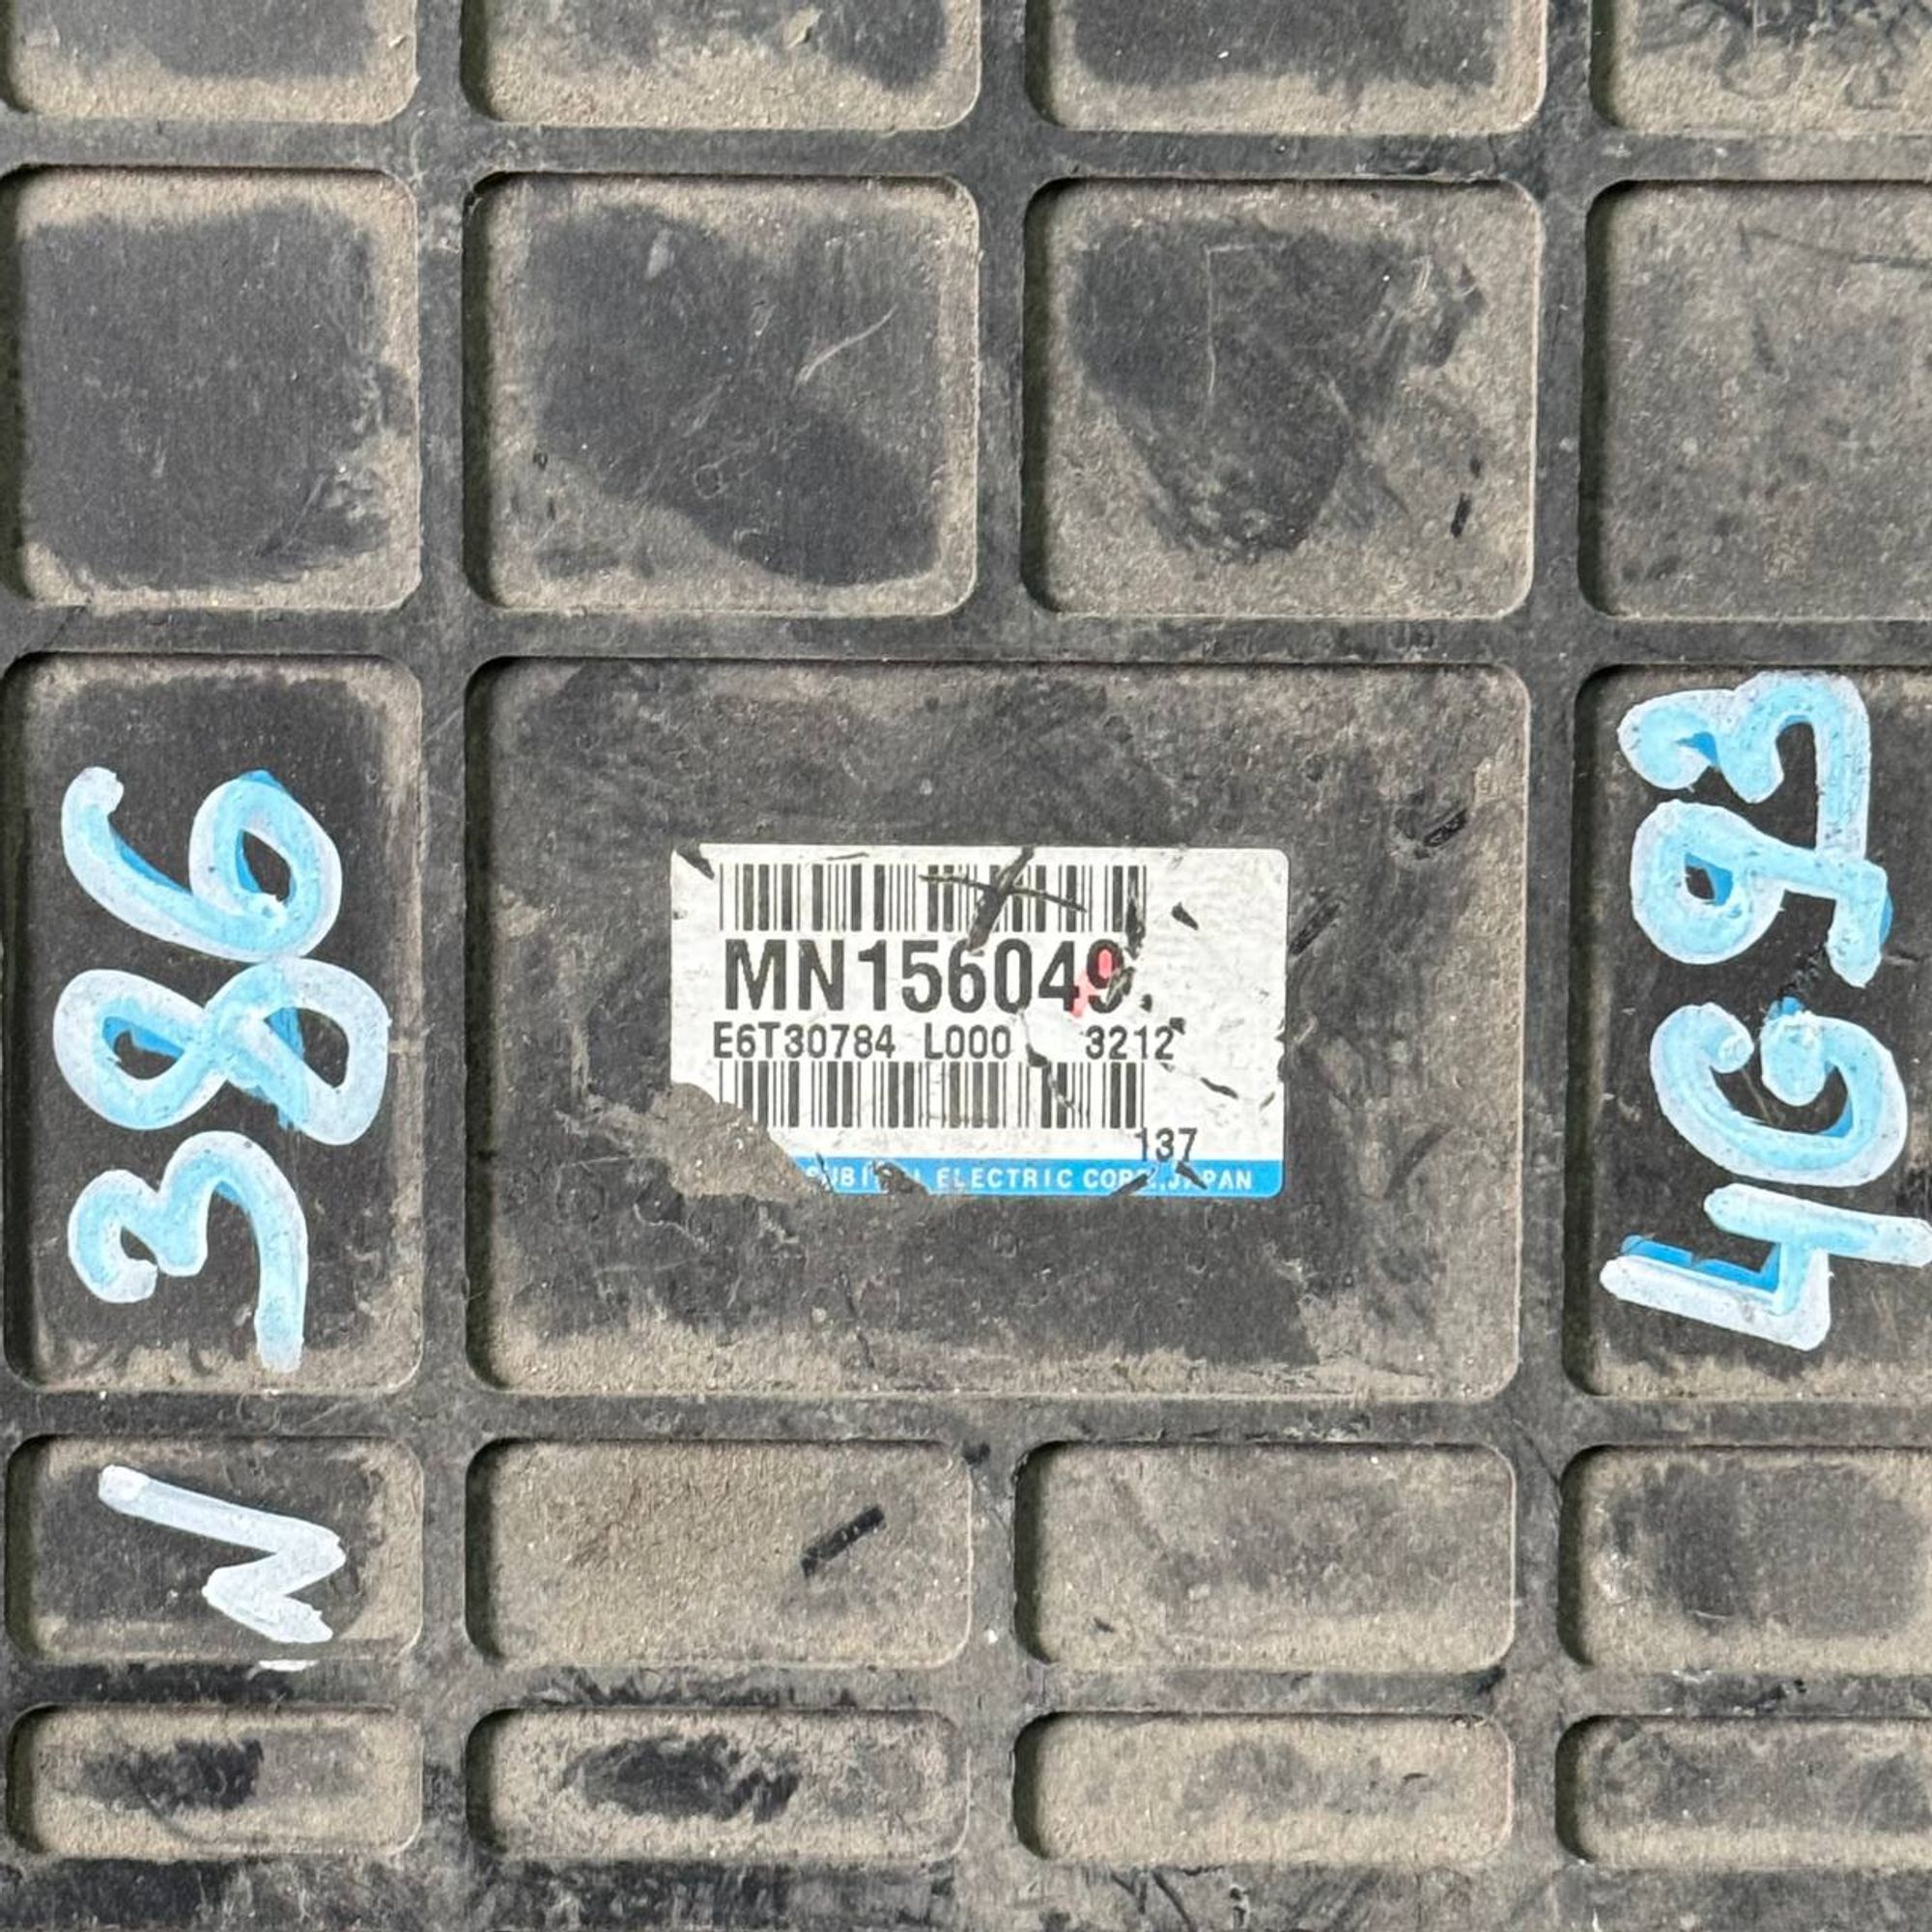 386
N
MN156049
E6T30784 L000 3212
137
ELECTRIC CORP. JAPAN
4G93